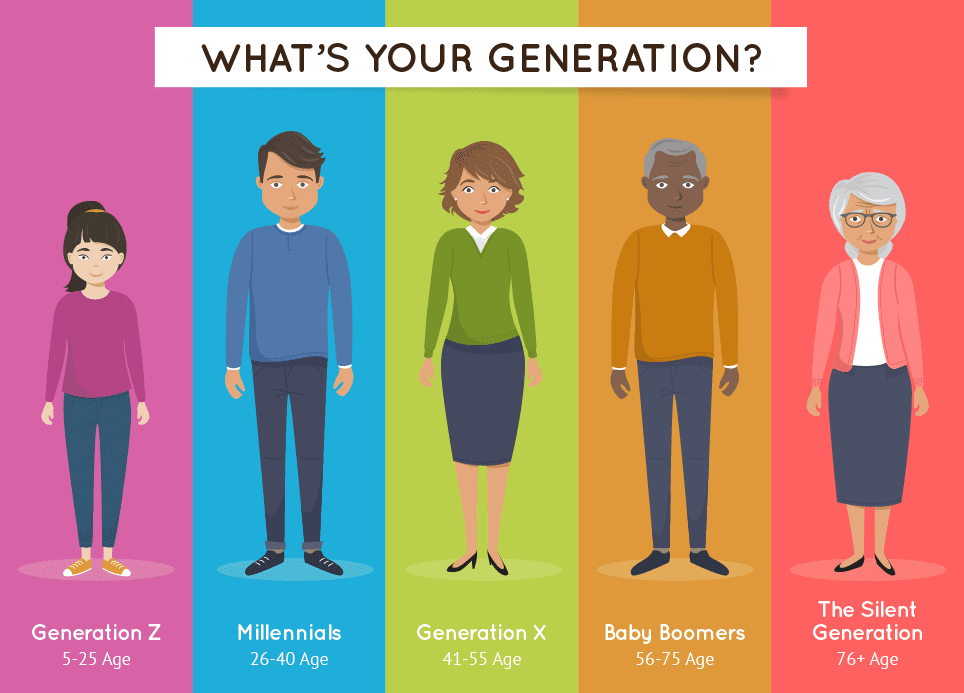 WHAT'S YOUR GENERATION?
Generation Z
5-25 Age
Millennials
26-40 Age
Generation X
41-55 Age
Baby Boomers
56-75 Age
The Silent
Generation
76+ Age